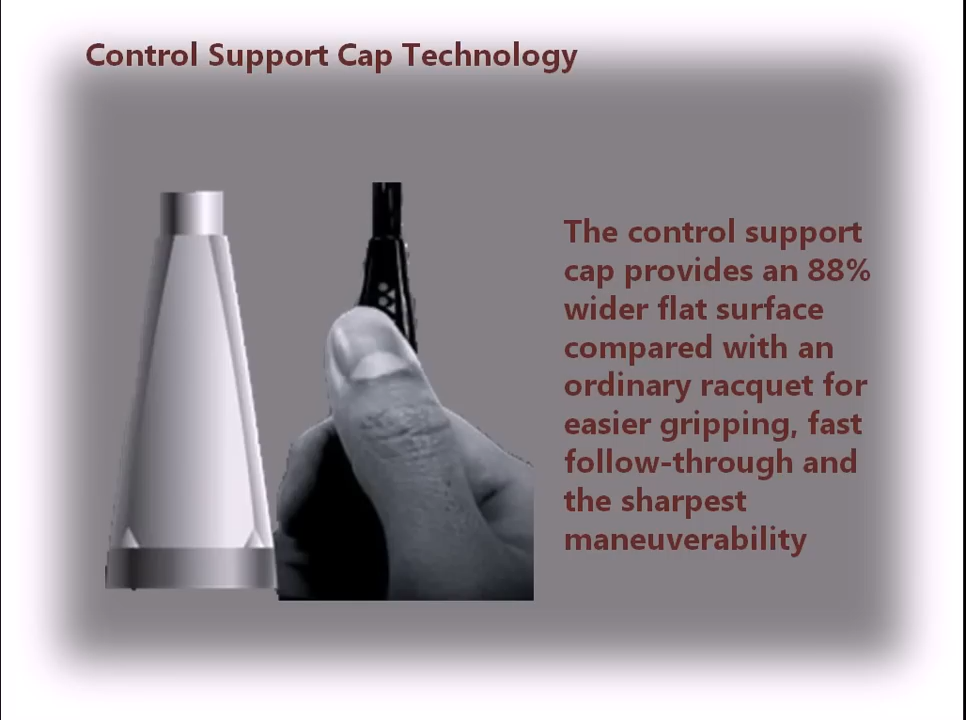 Control Support Cap Technology
The control support
cap provides an 88%
wider flat surface
compared with an
ordinary racquet for
easier gripping, fast
follow-through and
the sharpest
maneuverability